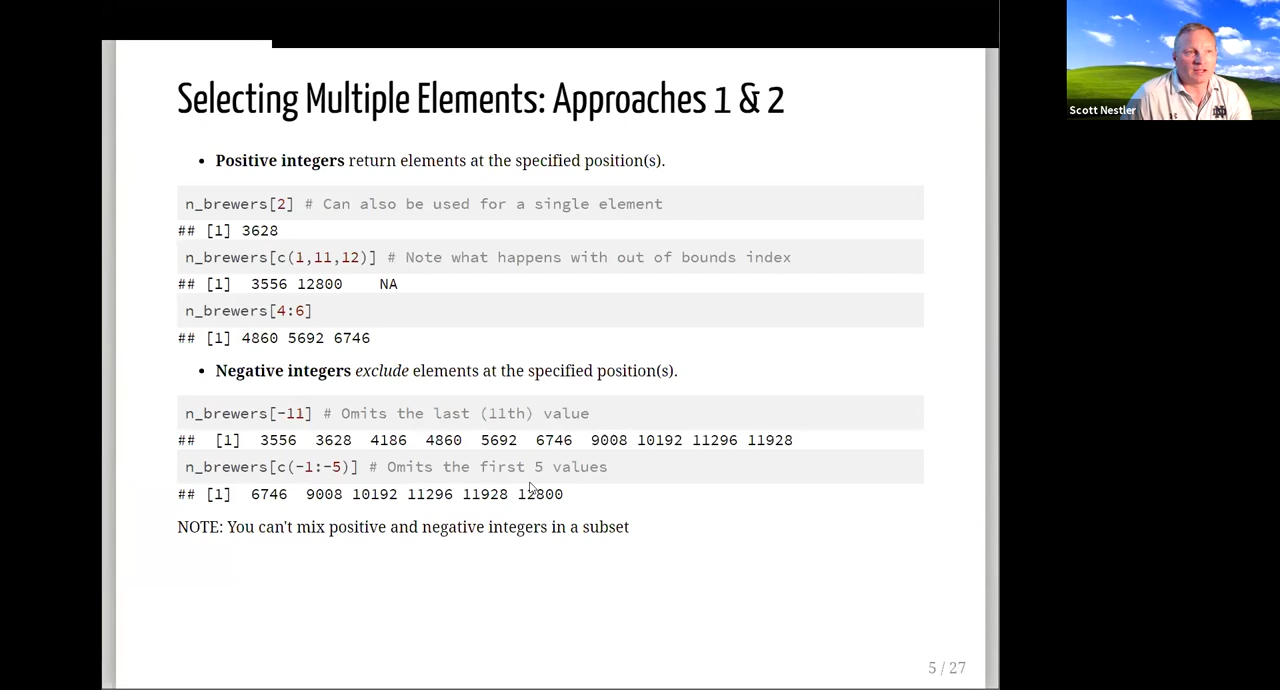 Selecting Multiple Elements: Approaches 1 & 2
• Positive integers return elements at the specified position(s).
n_brewers[2] # Can also be used for a single element
## [1] 3628
n_brewers[c(1,11,12)] # Note what happens with out of bounds index
## [1]  3556 12800    NA
n_brewers[4:6]
## [1] 4860 5692 6746
• Negative integers exclude elements at the specified position(s).
n_brewers[-11] # Omits the last (11th) value
##  [1]  3556  3628  4186  4860  5692  6746  9008 10192 11296 11928
n_brewers[c(-1:-5)] # Omits the first 5 values
## [1]  6746  9008 10192 11296 11928 12800
NOTE: You can't mix positive and negative integers in a subset
5 / 27
Scott Nestler